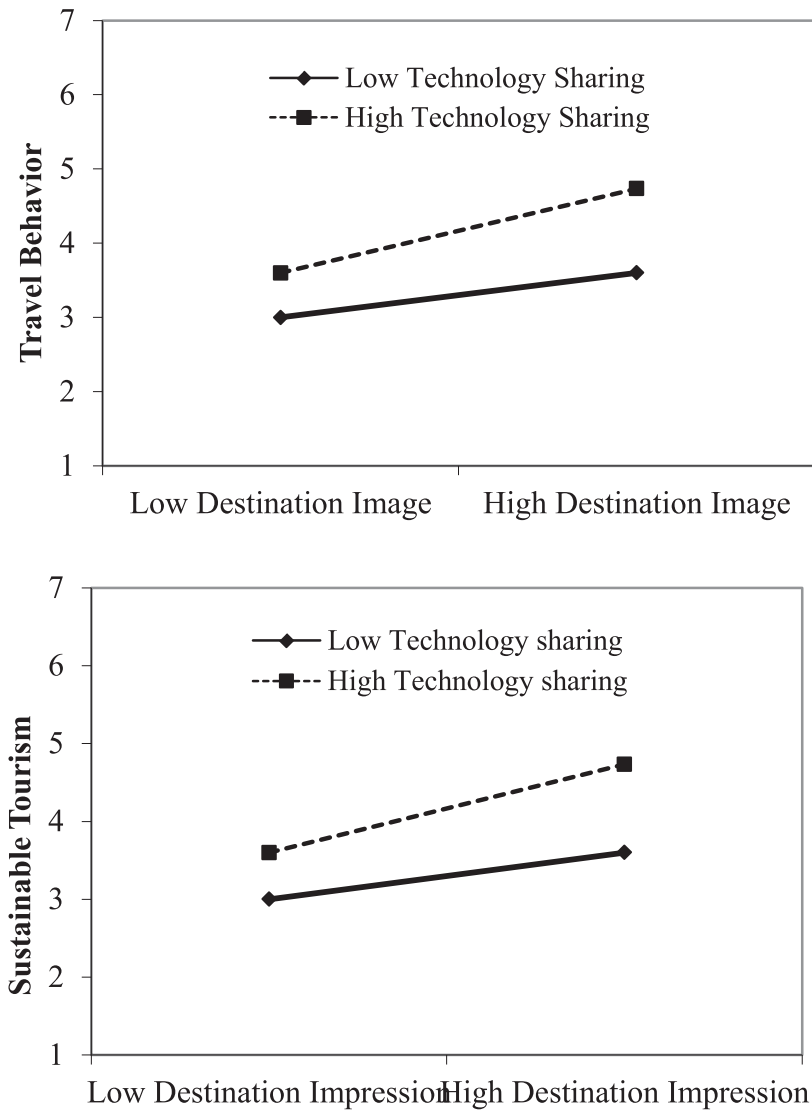 7
Low Technology Sharing
6
High Technology Sharing
5
4
3
2
1
Travel Behavior
Low Destination Image High Destination Image
7
Low Technology sharing
6
High Technology sharing
5
4
3
2
1
Sustainable Tourism
Low Destination Impression High Destination Impression